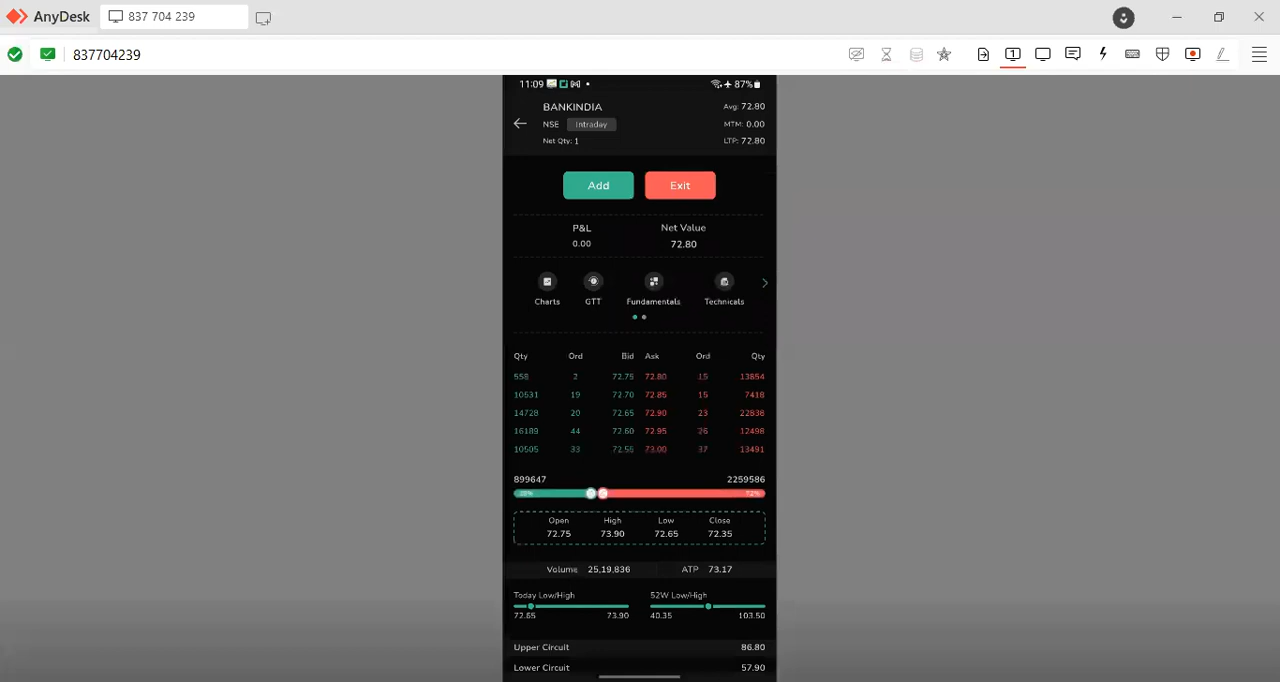 AnyDesk 837 704 239
837704239
11:09 87%
BANKINDIA Avg: 72.80
NSE Intraday MTM: 0.00
Net Qty: 1 LTP: 72.80
Add Exit
P&L Net Value
0.00 72.80
Charts GTT Fundamentals Technicals
Qty Ord Bid Ask Ord Qty
558 2 72.75 72.80 15 13854
10531 19 72.70 72.85 15 7418
14728 20 72.65 72.90 23 22838
16189 44 72.60 72.95 26 12498
10505 33 72.55 73.00 37 13491
899647 2259586
28% 72%
Open High Low Close
72.75 73.90 72.65 72.35
Volume 25,19,836 ATP 73.17
Today Low/High 52W Low/High
72.65 73.90 40.35 103.50
Upper Circuit 86.80
Lower Circuit 57.90